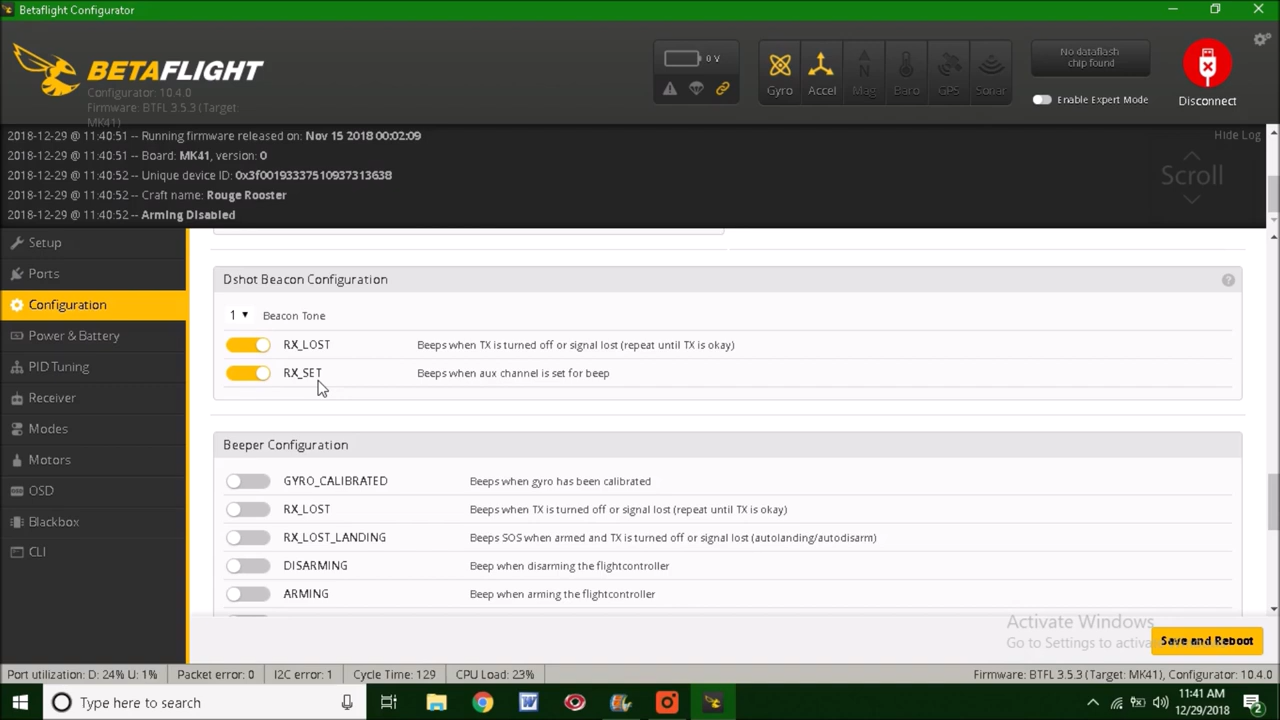 Betaflight Configurator
BETAFLIGHT
Configurator: 10.4.0
Firmware: BTFL 3.5.3 (Target:
MK41)
0 V
Gyro
Accel
Mag
Baro
GPS
Sonar
No dataflash
chip found
Enable Expert Mode
Disconnect
2018-12-29 @ 11:40:51 -- Running firmware released on: Nov 15 2018 00:02:09
Hide Log
2018-12-29 @ 11:40:51 -- Board: MK41, version: 0
2018-12-29 @ 11:40:52 -- Unique device ID: 0x3f00193337510937313638
2018-12-29 @ 11:40:52 -- Craft name: Rouge Rooster
2018-12-29 @ 11:40:52 -- Arming Disabled
Scroll
Setup
Ports
Configuration
Power & Battery
PID Tuning
Receiver
Modes
Motors
OSD
Blackbox
CLI
Dshot Beacon Configuration
?
1 Beacon Tone
RX_LOST Beeps when TX is turned off or signal lost (repeat until TX is okay)
RX_SET Beeps when aux channel is set for beep
Beeper Configuration
GYRO_CALIBRATED Beeps when gyro has been calibrated
RX_LOST Beeps when TX is turned off or signal lost (repeat until TX is okay)
RX_LOST_LANDING Beeps SOS when armed and TX is turned off or signal lost (autolanding/autodisarm)
DISARMING Beep when disarming the flightcontroller
ARMING Beep when arming the flightcontroller
Activate Windows
Go to Settings to activa
Save and Reboot
Port utilization: D: 24% U: 1% Packet error: 0 I2C error: 1 Cycle Time: 129 CPU Load: 23% Firmware: BTFL 3.5.3 (Target: MK41), Configurator: 10.4.0
Type here to search
11:41 AM
12/29/2018
2